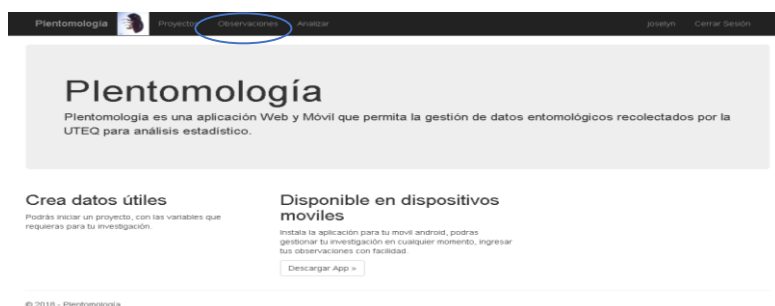 Plentomología Proyectos Observaciones Analizar joselyn Cerrar Sesión
Plentomología
Plentomología es una aplicación Web y Móvil que permita la gestión de datos entomológicos recolectados por la
UTEQ para análisis estadístico.
Crea datos útiles
Podrás iniciar un proyecto, con las variables que
requieras para tu investigación.
Disponible en dispositivos
moviles
Instala la aplicación para tu movil android, podras
gestionar tu investigación en cualquier momento, ingresar
tus observaciones con facilidad.
Descargar App »
© 2018 - Plentomología